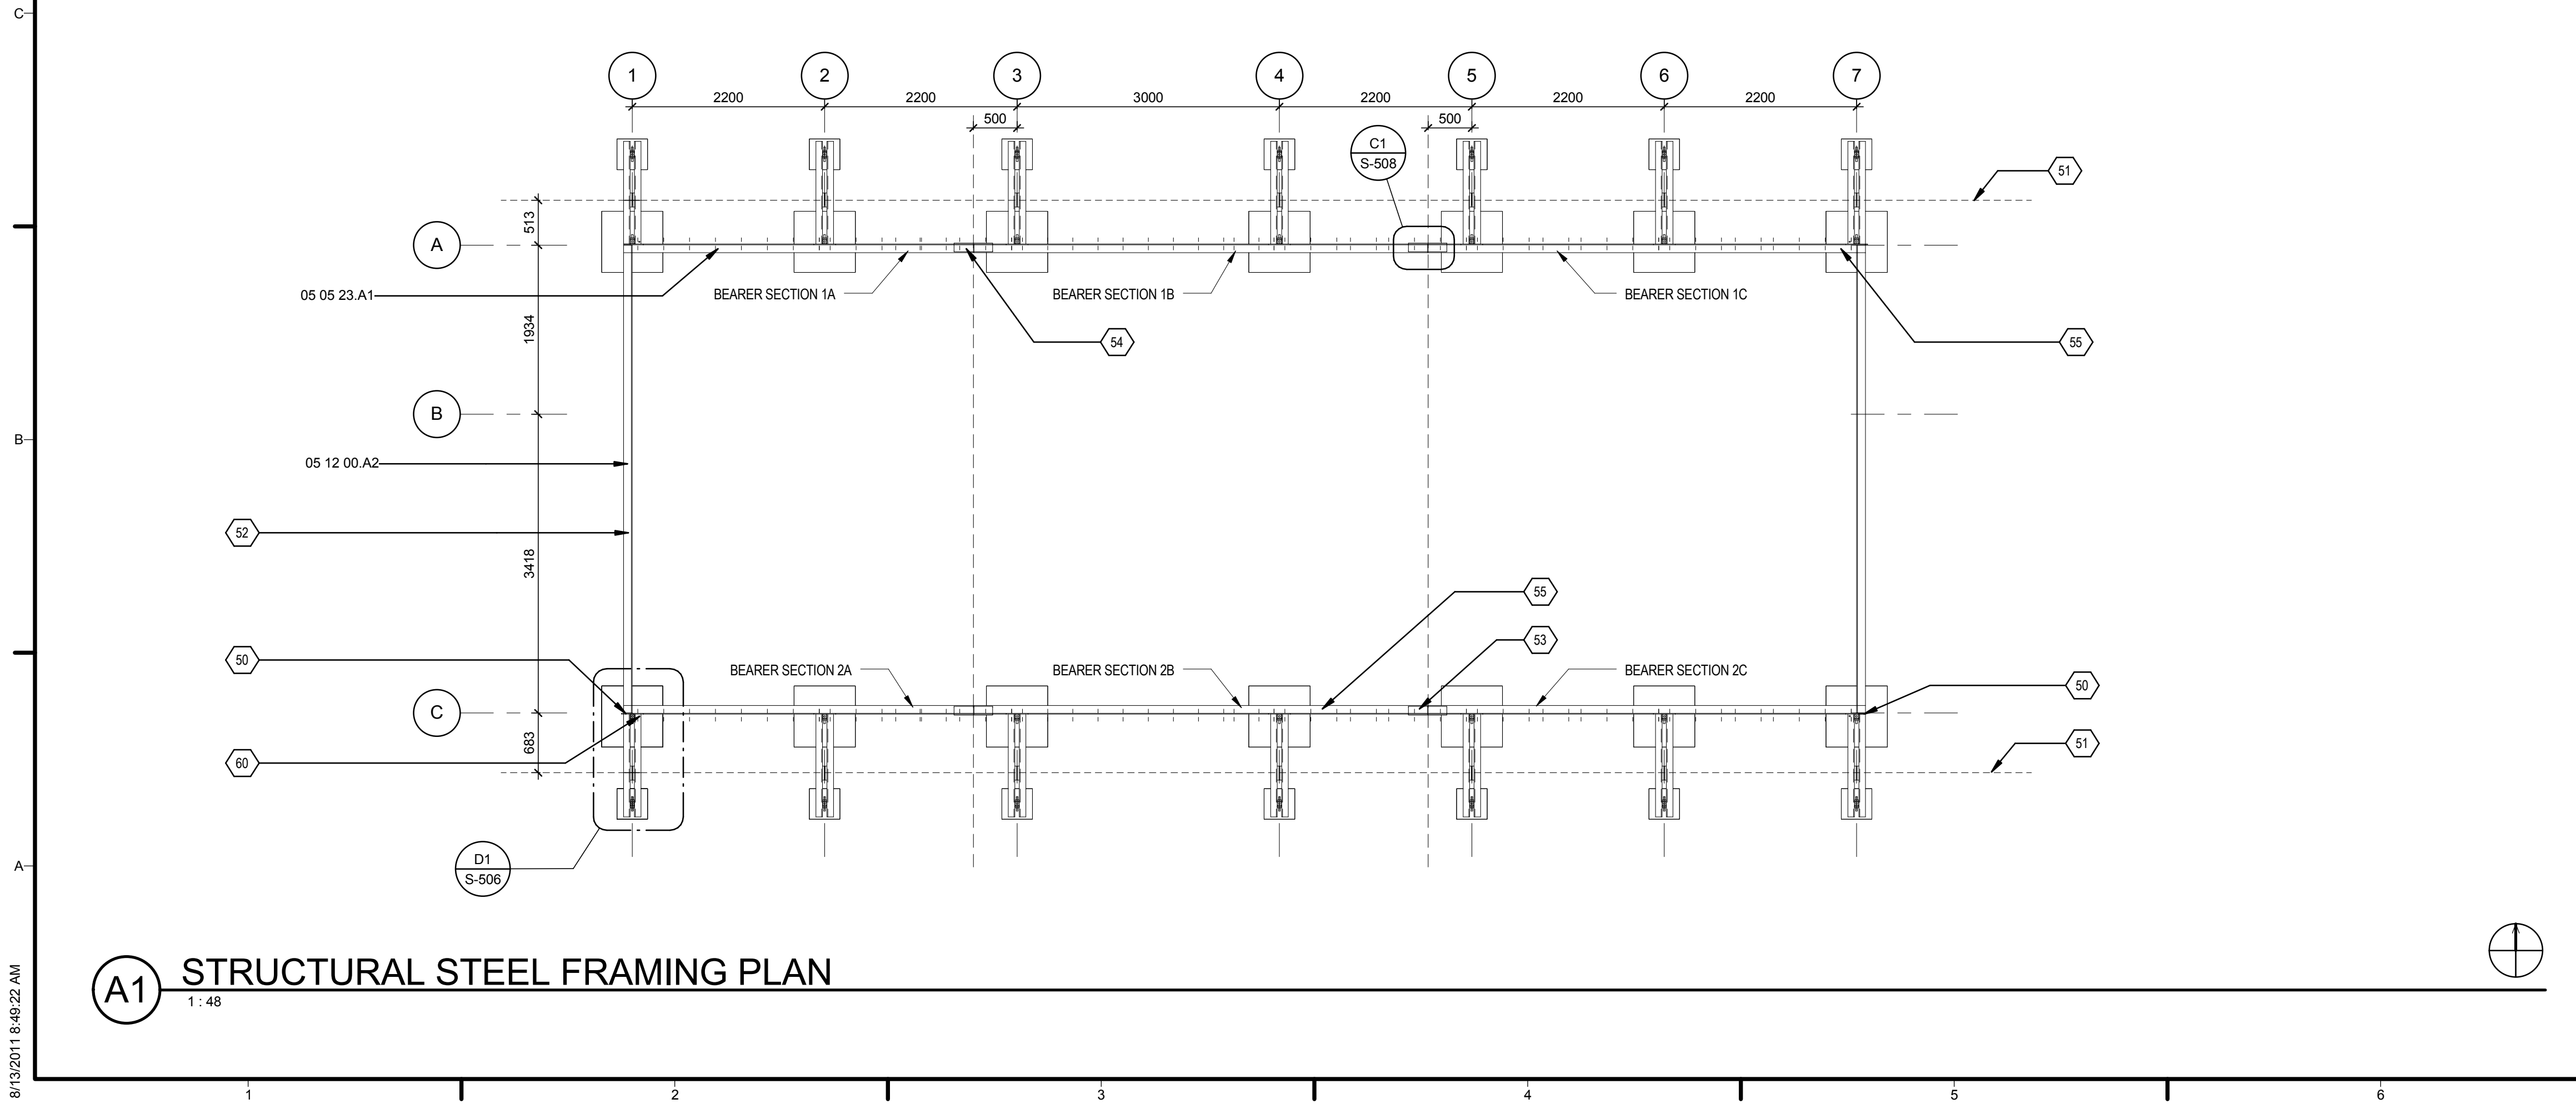 C
1 2 3 4 5 6 7
2200 2200 3000 2200 2200 2200
500 500
C1
S-508
51
513
A
05 05 23.A1
BEARER SECTION 1A
BEARER SECTION 1B
BEARER SECTION 1C
1934
54
55
B
B
05 12 00.A2
52
3418
55
53
50
BEARER SECTION 2A
BEARER SECTION 2B
BEARER SECTION 2C
50
C
683
51
60
D1
S-506
A
A1
STRUCTURAL STEEL FRAMING PLAN
1 : 48
8/13/2011 8:49:22 AM
1 2 3 4 5 6